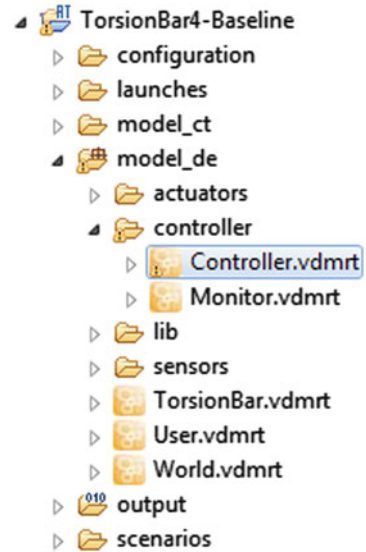 TorsionBar4-Baseline
configuration
launches
model_ct
model_de
actuators
controller
Controller.vdmrt
Monitor.vdmrt
lib
sensors
TorsionBar.vdmrt
User.vdmrt
World.vdmrt
output
scenarios